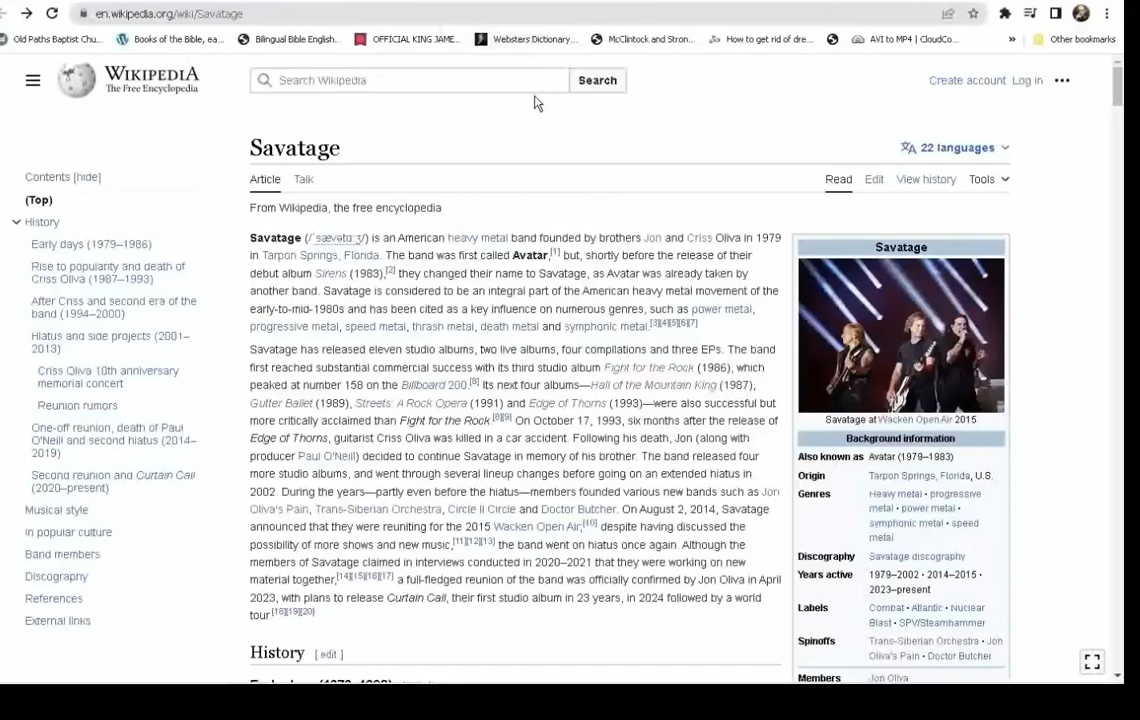 en.wikipedia.org/wiki/Savatage
Old Paths Baptist Chu... Books of the Bible, ea... Bilingual Bible English... OFFICIAL KING JAME... Websters Dictionary... McClintock and Stron... How to get rid of dre... AVI to MP4 | CloudCo... » Other bookmarks
WIKIPEDIA
The Free Encyclopedia
Search Wikipedia
Search
Create account Log in
Savatage
22 languages
Contents [hide]
(Top)
History
Early days (1979–1986)
Rise to popularity and death of
Criss Oliva (1987–1993)
After Criss and second era of the
band (1994–2000)
Hiatus and side projects (2001–
2013)
Criss Oliva 10th anniversary
memorial concert
Reunion rumors
One-off reunion, death of Paul
O'Neill and second hiatus (2014–
2019)
Second reunion and Curtain Call
(2020–present)
Musical style
In popular culture
Band members
Discography
References
External links
Article Talk
Read Edit View history Tools
From Wikipedia, the free encyclopedia
Savatage (/ˈsævətɑːʒ/) is an American heavy metal band founded by brothers Jon and Criss Oliva in 1979
in Tarpon Springs, Florida. The band was first called Avatar,[1] but, shortly before the release of their
debut album Sirens (1983),[2] they changed their name to Savatage, as Avatar was already taken by
another band. Savatage is considered to be an integral part of the American heavy metal movement of the
early-to-mid-1980s and has been cited as a key influence on numerous genres, such as power metal,
progressive metal, speed metal, thrash metal, death metal and symphonic metal.[3][4][5][6][7]
Savatage has released eleven studio albums, two live albums, four compilations and three EPs. The band
first reached substantial commercial success with its third studio album Fight for the Rock (1986), which
peaked at number 158 on the Billboard 200.[8] Its next four albums—Hall of the Mountain King (1987),
Gutter Ballet (1989), Streets: A Rock Opera (1991) and Edge of Thorns (1993)—were also successful but
more critically acclaimed than Fight for the Rock.[8][9] On October 17, 1993, six months after the release of
Edge of Thorns, guitarist Criss Oliva was killed in a car accident. Following his death, Jon (along with
producer Paul O'Neill) decided to continue Savatage in memory of his brother. The band released four
more studio albums, and went through several lineup changes before going on an extended hiatus in
2002. During the years—partly even before the hiatus—members founded various new bands such as Jon
Oliva's Pain, Trans-Siberian Orchestra, Circle II Circle and Doctor Butcher. On August 2, 2014, Savatage
announced that they were reuniting for the 2015 Wacken Open Air;[10] despite having discussed the
possibility of more shows and new music,[11][12][13] the band went on hiatus once again. Although the
members of Savatage claimed in interviews conducted in 2020–2021 that they were working on new
material together,[14][15][16][17] a full-fledged reunion of the band was officially confirmed by Jon Oliva in April
2023, with plans to release Curtain Call, their first studio album in 23 years, in 2024 followed by a world
tour.[18][19][20]
History [ edit ]
Savatage
Savatage at Wacken Open Air 2015
Background information
Also known as Avatar (1979–1983)
Origin Tarpon Springs, Florida, U.S.
Genres Heavy metal · progressive
metal · power metal ·
symphonic metal · speed
metal
Discography Savatage discography
Years active 1979–2002 · 2014–2015 ·
2023–present
Labels Combat · Atlantic · Nuclear
Blast · SPV/Steamhammer
Spinoffs Trans-Siberian Orchestra · Jon
Oliva's Pain · Doctor Butcher
Members Jon Oliva